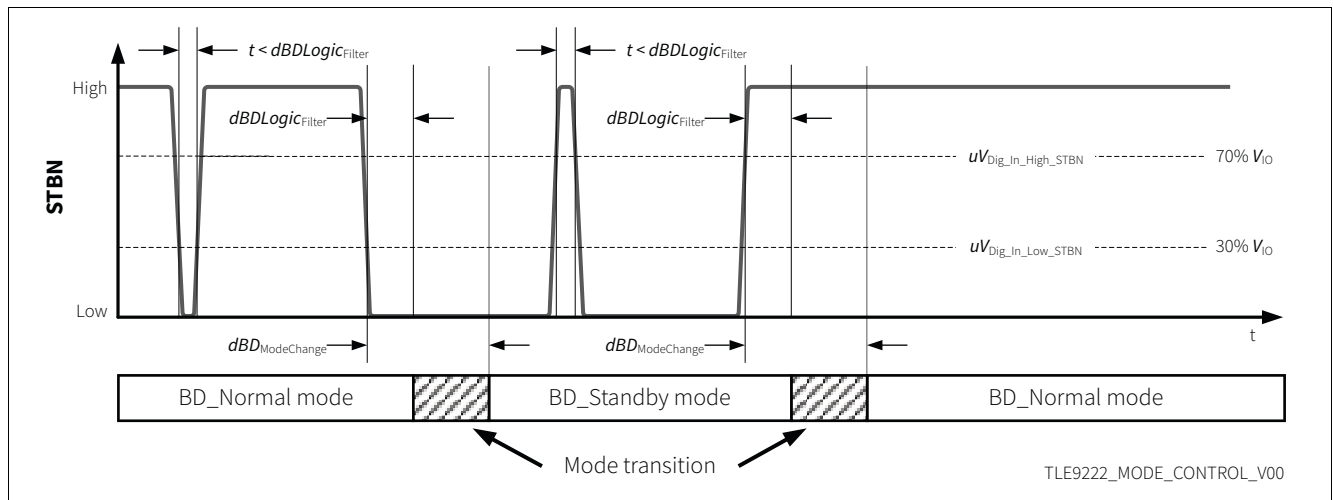 t < dBDLogicFilter
t < dBDLogicFilter
High
dBDLogicFilter
dBDLogicFilter
uVDig_In_High_STBN
70% VIO
STBN
uVDig_In_Low_STBN
30% VIO
Low
t
dBDModeChange
dBDModeChange
BD_Normal mode
BD_Standby mode
BD_Normal mode
Mode transition
TLE9222_MODE_CONTROL_V00